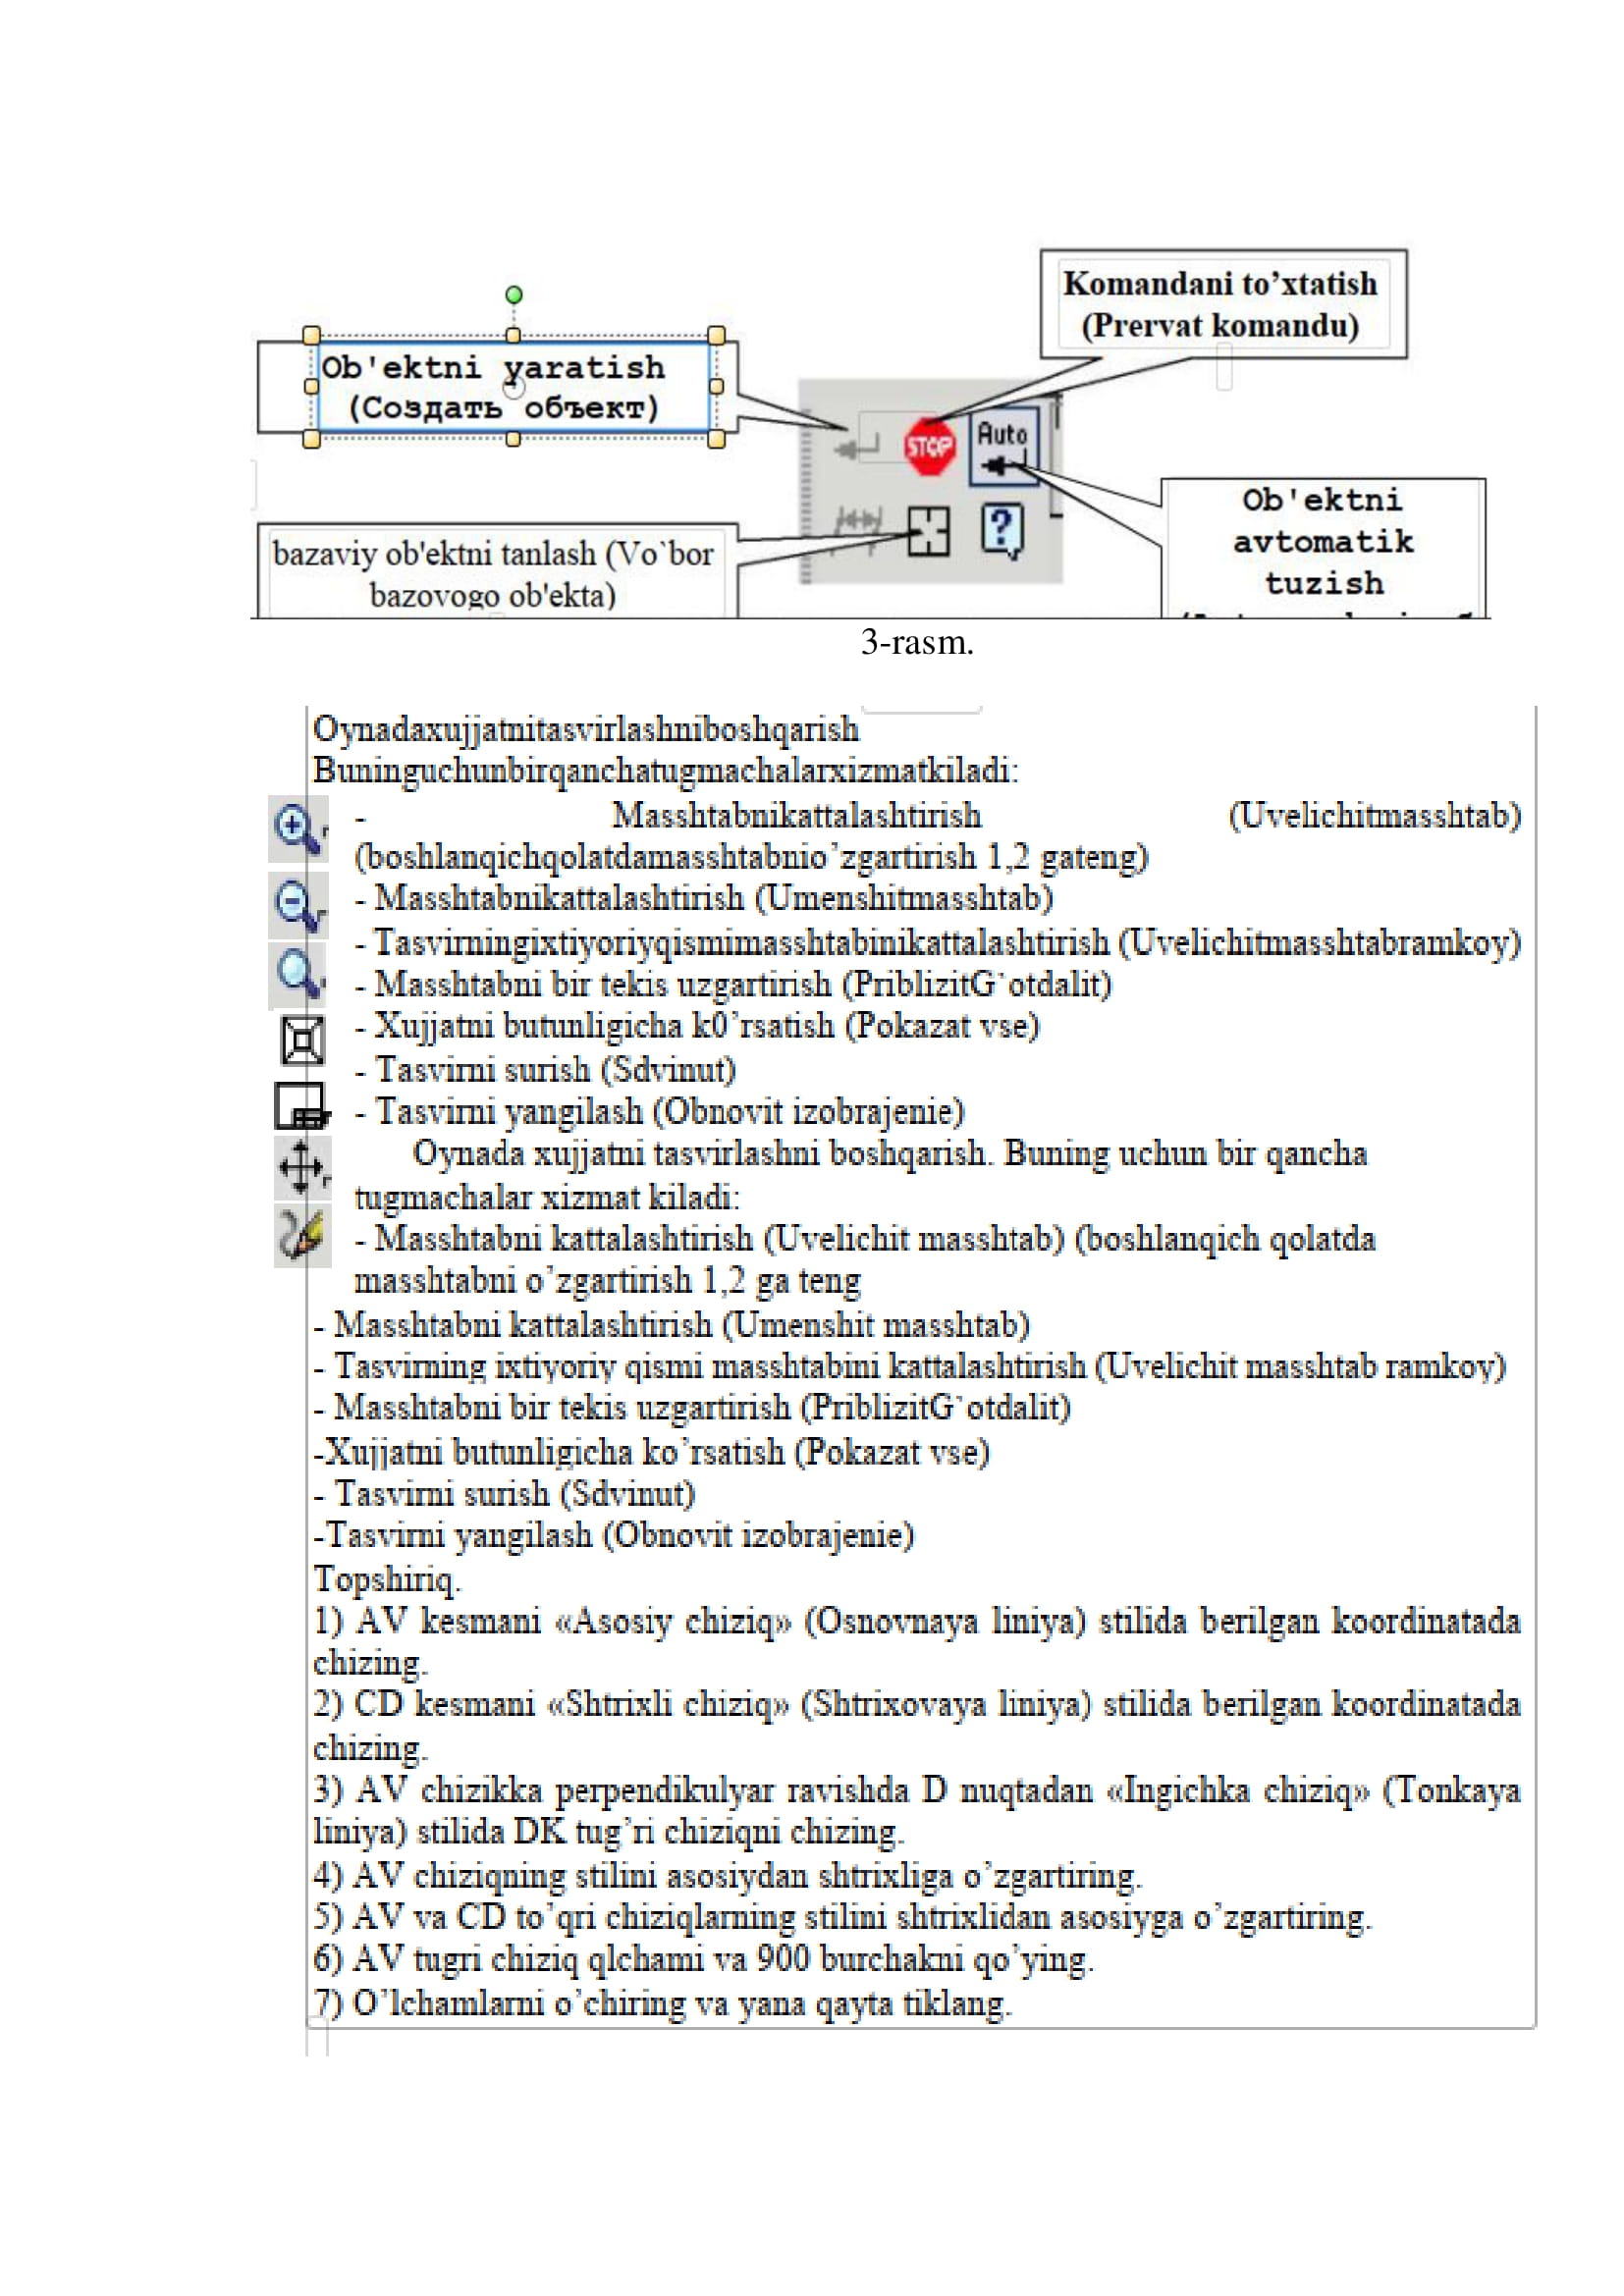 Komandani to’xtatish
(Prervat komandu)
Ob'ektni yaratish
(Создать объект)
STOP
Auto
?
bazaviy ob'ektni tanlash (Vo`bor
bazovogo ob'ekta)
Ob'ektni
avtomatik
tuzish
3-rasm.
Oynadaxujjatnitasvirlashniboshqarish
Buninguchunbirqanchatugmachalarxizmatkiladi:
- Masshtabnikattalashtirish (Uvelichitmasshtab)
(boshlanqichqolatdamasshtabnio’zgartirish 1,2 gateng)
- Masshtabnikattalashtirish (Umenshitmasshtab)
- Tasvirningixtiyoriyqismimasshtabinikattalashtirish (Uvelichitmasshtabramkoy)
- Masshtabni bir tekis uzgartirish (PriblizitG`otdalit)
- Xujjatni butunligicha k0’rsatish (Pokazat vse)
- Tasvirni surish (Sdvinut)
- Tasvirni yangilash (Obnovit izobrajenie)
Oynada xujjatni tasvirlashni boshqarish. Buning uchun bir qancha
tugmachalar xizmat kiladi:
- Masshtabni kattalashtirish (Uvelichit masshtab) (boshlanqich qolatda
masshtabni o’zgartirish 1,2 ga teng
- Masshtabni kattalashtirish (Umenshit masshtab)
- Tasvirning ixtiyoriy qismi masshtabini kattalashtirish (Uvelichit masshtab ramkoy)
- Masshtabni bir tekis uzgartirish (PriblizitG`otdalit)
-Xujjatni butunligicha ko’rsatish (Pokazat vse)
- Tasvirni surish (Sdvinut)
-Tasvirni yangilash (Obnovit izobrajenie)
Topshiriq.
1) AV kesmani «Asosiy chiziq» (Osnovnaya liniya) stilida berilgan koordinatada
chizing.
2) CD kesmani «Shtrixli chiziq» (Shtrixovaya liniya) stilida berilgan koordinatada
chizing.
3) AV chizikka perpendikulyar ravishda D nuqtadan «Ingichka chiziq» (Tonkaya
liniya) stilida DK tug’ri chiziqni chizing.
4) AV chiziqning stilini asosiydan shtrixliga o’zgartiring.
5) AV va CD to’qri chiziqlarning stilini shtrixlidan asosiyga o’zgartiring.
6) AV tugri chiziq qlchami va 900 burchakni qo’ying.
7) O’lchamlarni o’chiring va yana qayta tiklang.